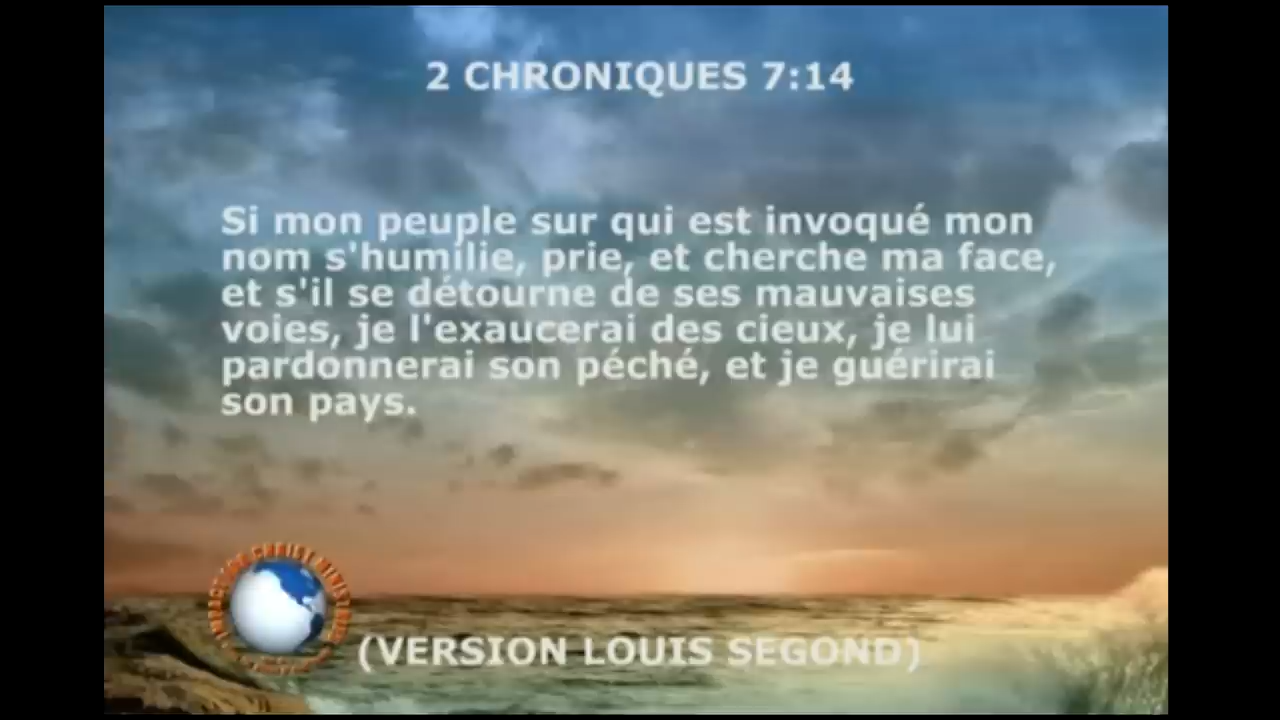 2 CHRONIQUES 7:14
Si mon peuple sur qui est invoqué mon
nom s'humilie, prie, et cherche ma face,
et s'il se détourne de ses mauvaises
voies, je l'exaucerai des cieux, je lui
pardonnerai son péché, et je guérirai
son pays.
CHRIST
(VERSION LOUIS SEGOND)